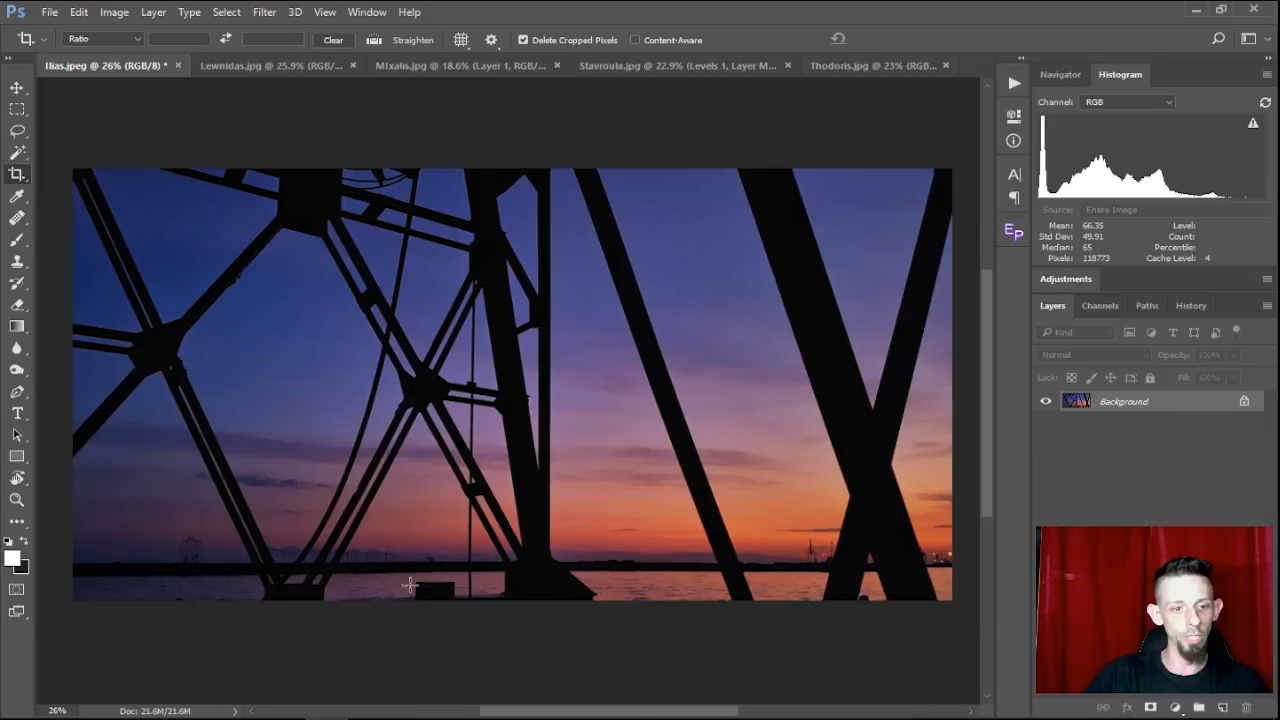 Ps File Edit Image Layer Type Select Filter 3D View Window Help
Ratio Clear Straighten Delete Cropped Pixels Content-Aware
Ilias.jpeg @ 26% (RGB/8) * Lewnidas.jpg @ 25.9% (RGB/... MIxalis.jpg @ 18.6% (Layer 1, RGB/... Stavroula.jpg @ 22.9% (Levels 1, Layer M... Thodoris.jpg @ 23% (RGB...
Navigator Histogram
Channel: RGB
Source: Entire Image
Mean: 66.35 Level:
Std Dev: 49.91 Count:
Median: 65 Percentile:
Pixels: 118773 Cache Level: 4
Adjustments
Layers Channels Paths History
Kind
Normal Opacity: 100%
Lock: Fill: 100%
Background
26% Doc: 21.6M/21.6M